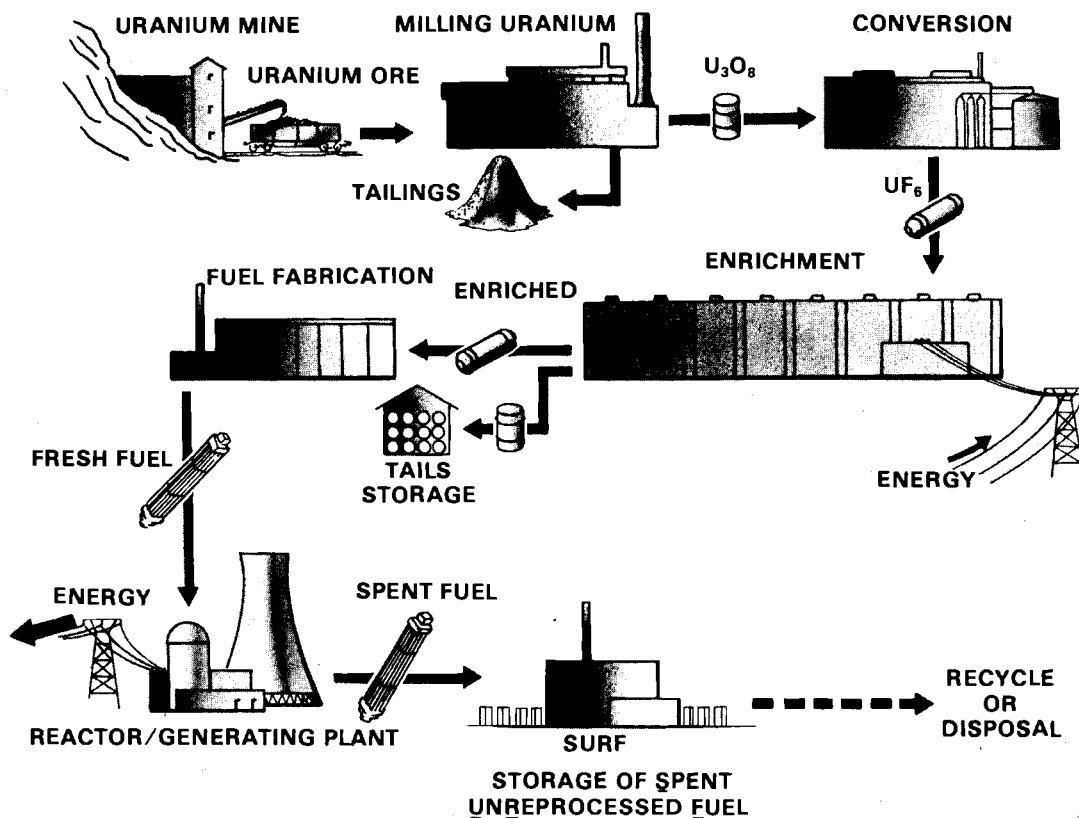 URANIUM MINE
MILLING URANIUM
CONVERSION
URANIUM ORE
U₃O₈
TAILINGS
UF₆
ENRICHMENT
FUEL FABRICATION
ENRICHED
FRESH FUEL
TAILS
STORAGE
ENERGY
ENERGY
SPENT FUEL
REACTOR/GENERATING PLANT
SURF
STORAGE OF SPENT
UNREPROCESSED FUEL
RECYCLE
OR
DISPOSAL